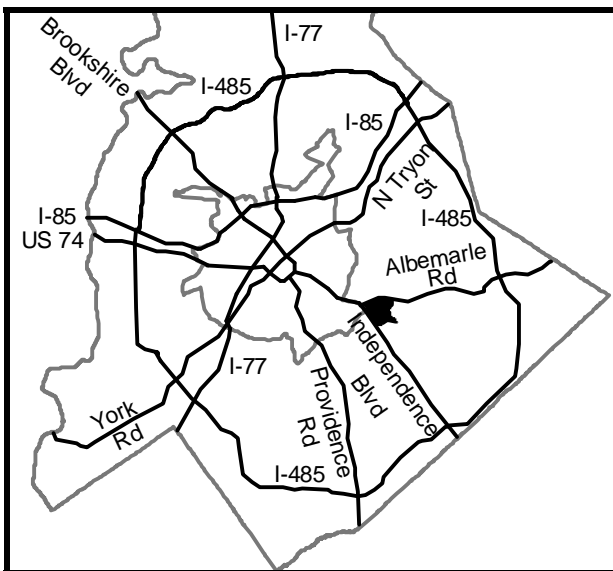 I-77
Brookshire
Blvd
I-485
I-85
N Tryon
St
I-85
I-485
US 74
Albemarle
Rd
Independence
Blvd
I-77
Providence
Rd
York
Rd
I-485